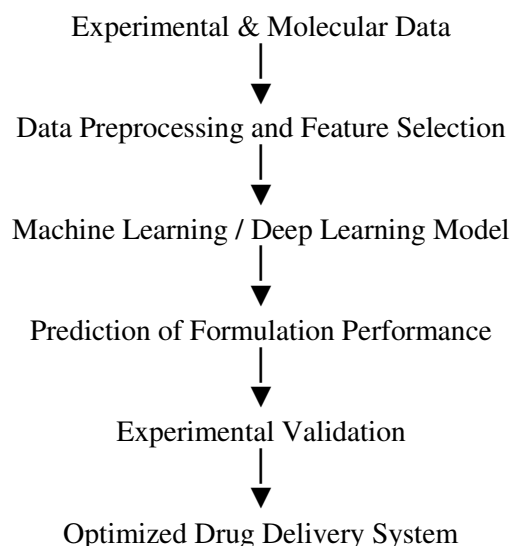 Experimental & Molecular Data
Data Preprocessing and Feature Selection
Machine Learning / Deep Learning Model
Prediction of Formulation Performance
Experimental Validation
Optimized Drug Delivery System